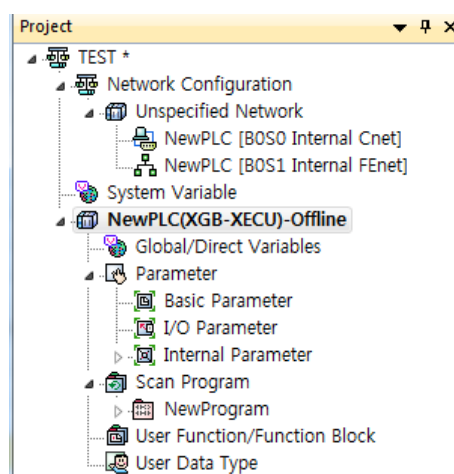 Project
TEST *
Network Configuration
Unspecified Network
NewPLC [B0S0 Internal Cnet]
NewPLC [B0S1 Internal FEnet]
System Variable
NewPLC(XGB-XECU)-Offline
Global/Direct Variables
Parameter
Basic Parameter
I/O Parameter
Internal Parameter
Scan Program
NewProgram
User Function/Function Block
User Data Type